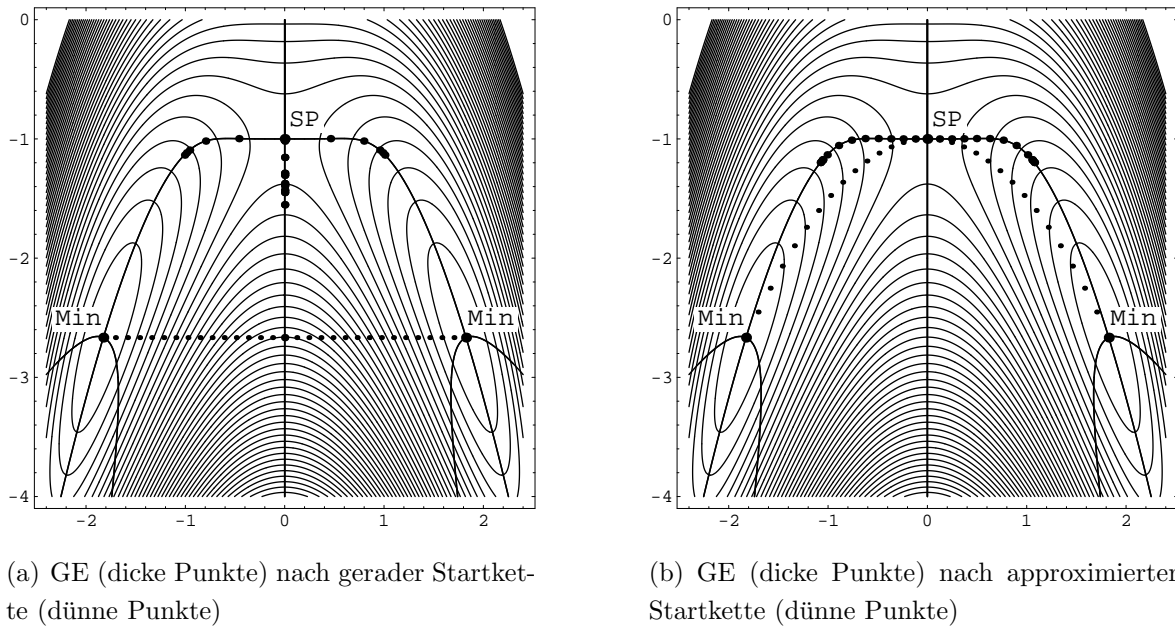 0
-1
-2
-3
-4
-2 -1 0 1 2
SP
Min
Min
0
-1
-2
-3
-4
-2 -1 0 1 2
SP
Min
Min
(a) GE (dicke Punkte) nach gerader Startket-
te (dünne Punkte)
(b) GE (dicke Punkte) nach approximierter
Startkette (dünne Punkte)